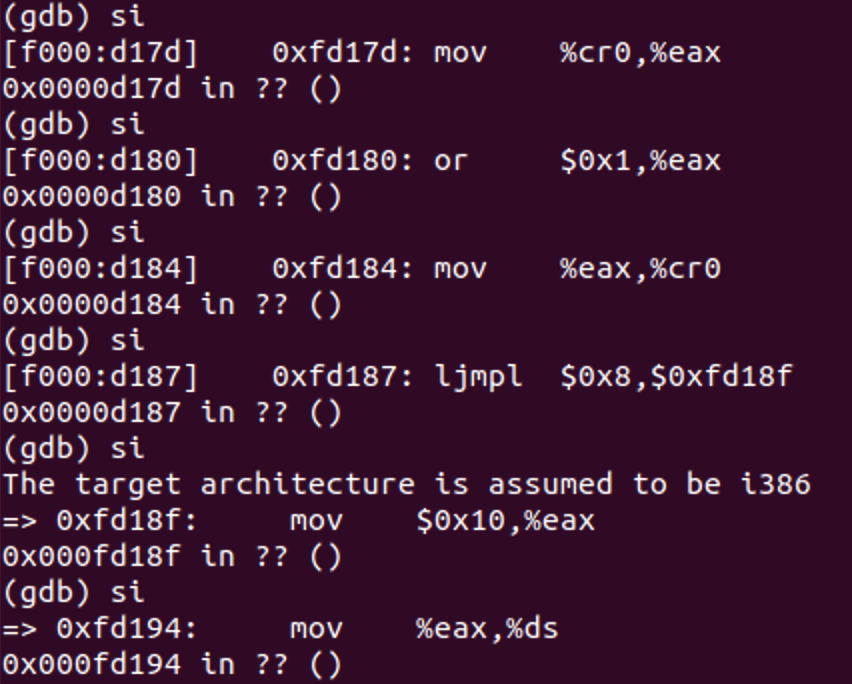 (gdb) si
[f000:d17d]    0xfd17d: mov    %cr0,%eax
0x0000d17d in ?? ()
(gdb) si
[f000:d180]    0xfd180: or     $0x1,%eax
0x0000d180 in ?? ()
(gdb) si
[f000:d184]    0xfd184: mov    %eax,%cr0
0x0000d184 in ?? ()
(gdb) si
[f000:d187]    0xfd187: ljmpl  $0x8,$0xfd18f
0x0000d187 in ?? ()
(gdb) si
The target architecture is assumed to be i386
=> 0xfd18f:     mov    $0x10,%eax
0x000fd18f in ?? ()
(gdb) si
=> 0xfd194:     mov    %eax,%ds
0x000fd194 in ?? ()